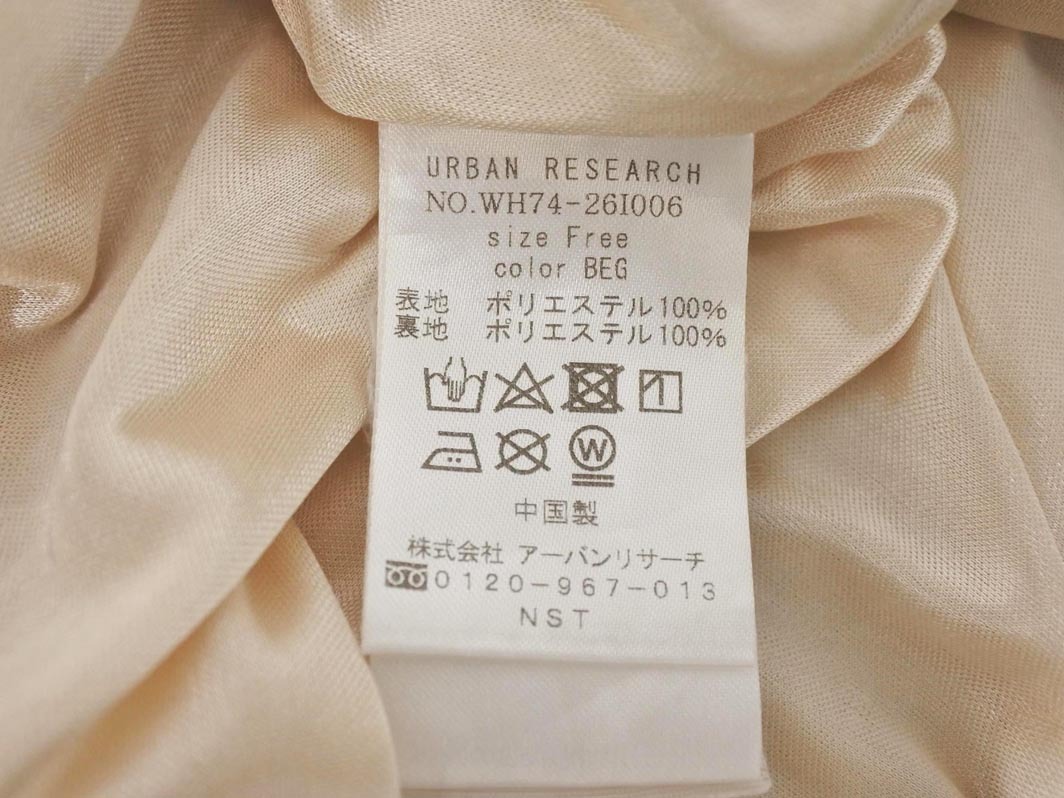 URBAN RESEARCH
NO.WH74-26I006
size Free
color BEG
表地 ポリエステル100%
裏地 ポリエステル100%
W
中国製
株式会社 アーバンリサーチ
0120-967-013
NST